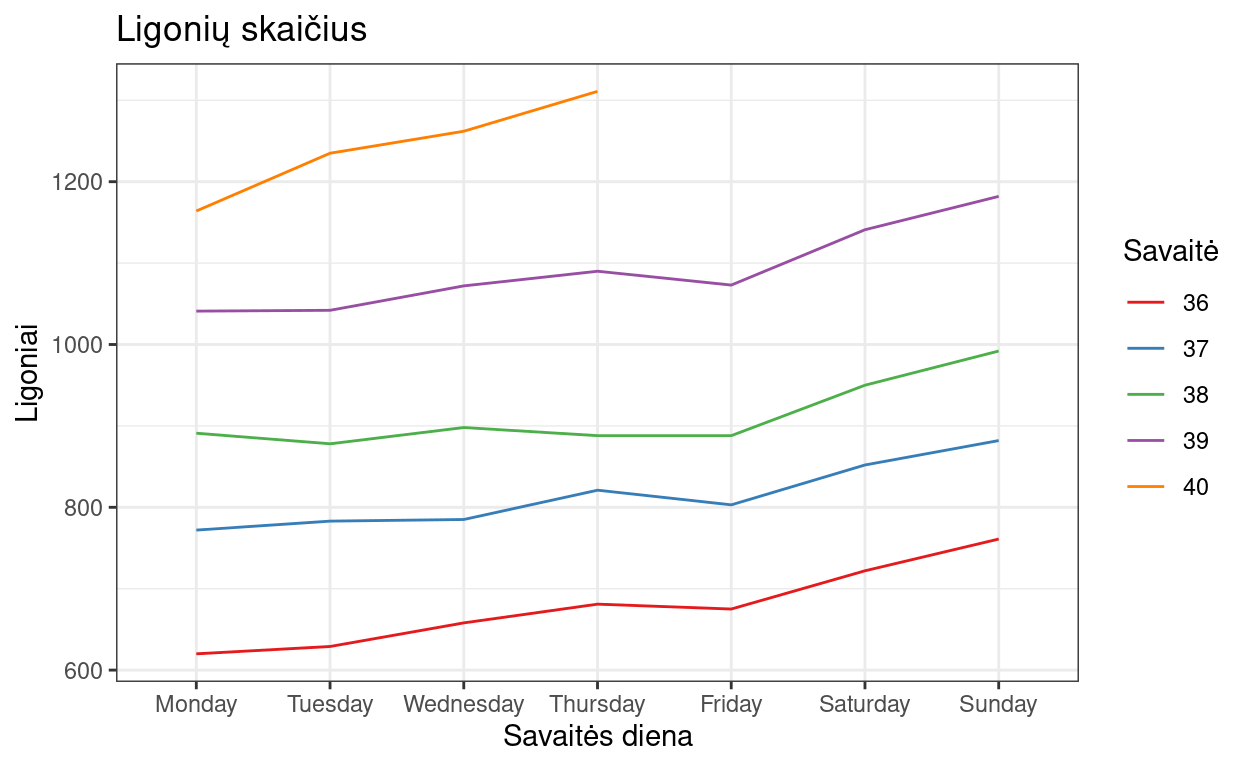 Ligonių skaičius
Ligoniai
1200
1000
800
600
Monday
Tuesday
Wednesday
Thursday
Friday
Saturday
Sunday
Savaitės diena
Savaitė
36
37
38
39
40